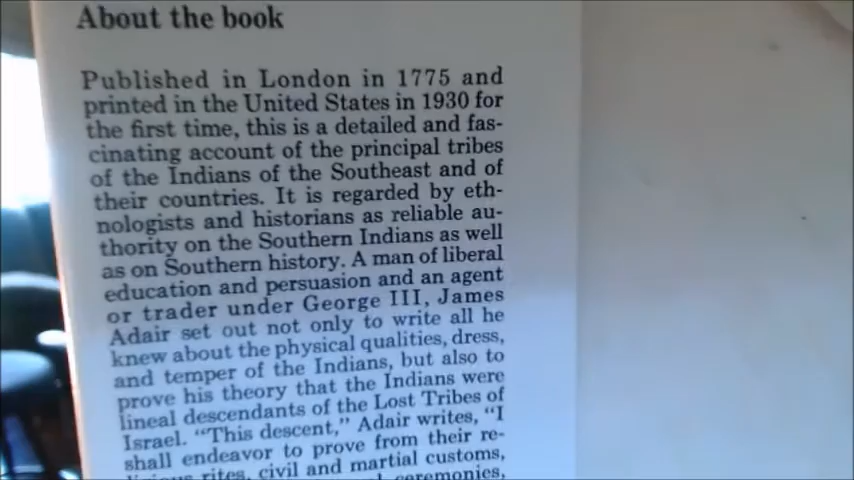 About the book
Published in London in 1775 and
printed in the United States in 1930 for
the first time, this is a detailed and fas-
cinating account of the principal tribes
of the Indians of the Southeast and of
their countries. It is regarded by eth-
nologists and historians as reliable au-
thority on the Southern Indians as well
as on Southern history. A man of liberal
education and persuasion and an agent
or trader under George III, James
Adair set out not only to write all he
knew about the physical qualities, dress,
and temper of the Indians, but also to
prove his theory that the Indians were
lineal descendants of the Lost Tribes of
Israel. "This descent," Adair writes, "I
shall endeavor to prove from their re-
rites, civil and martial customs,
ceremonies,